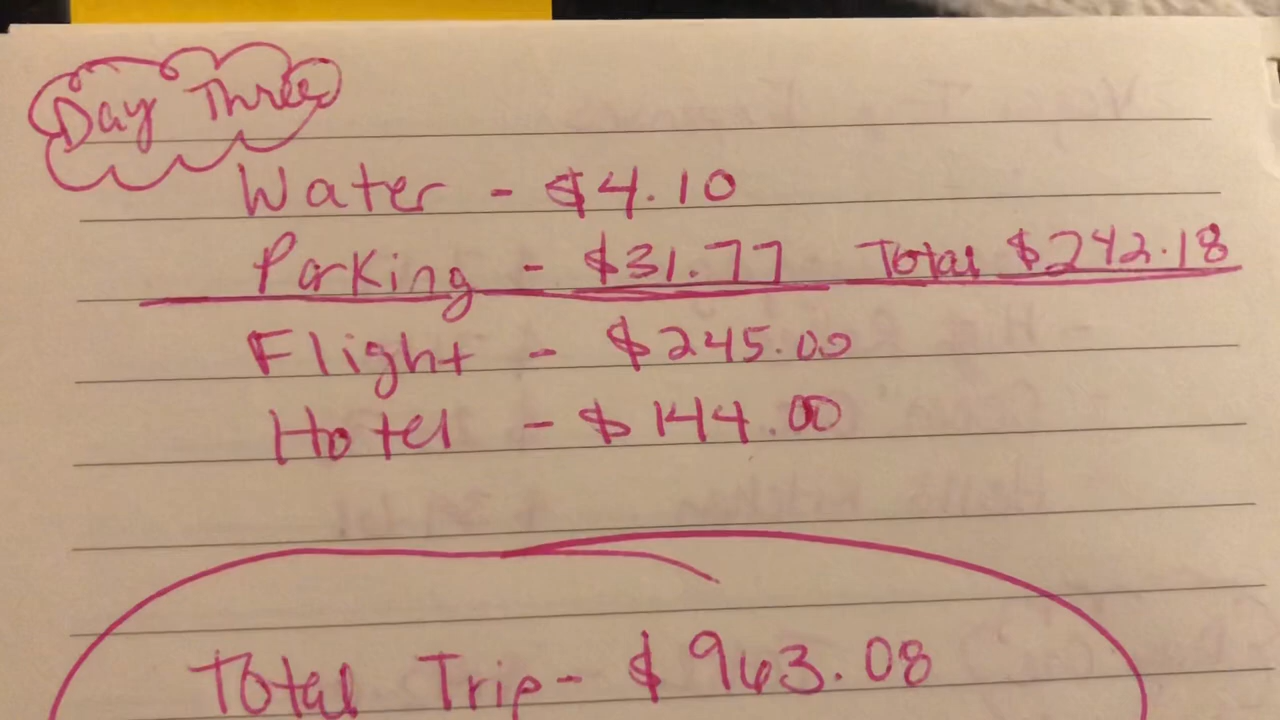 Day Three
Water - $4.10
Parking - $31.77 Total $242.18
Flight - $245.00
Hotel - $144.00
Total Trip - $963.08